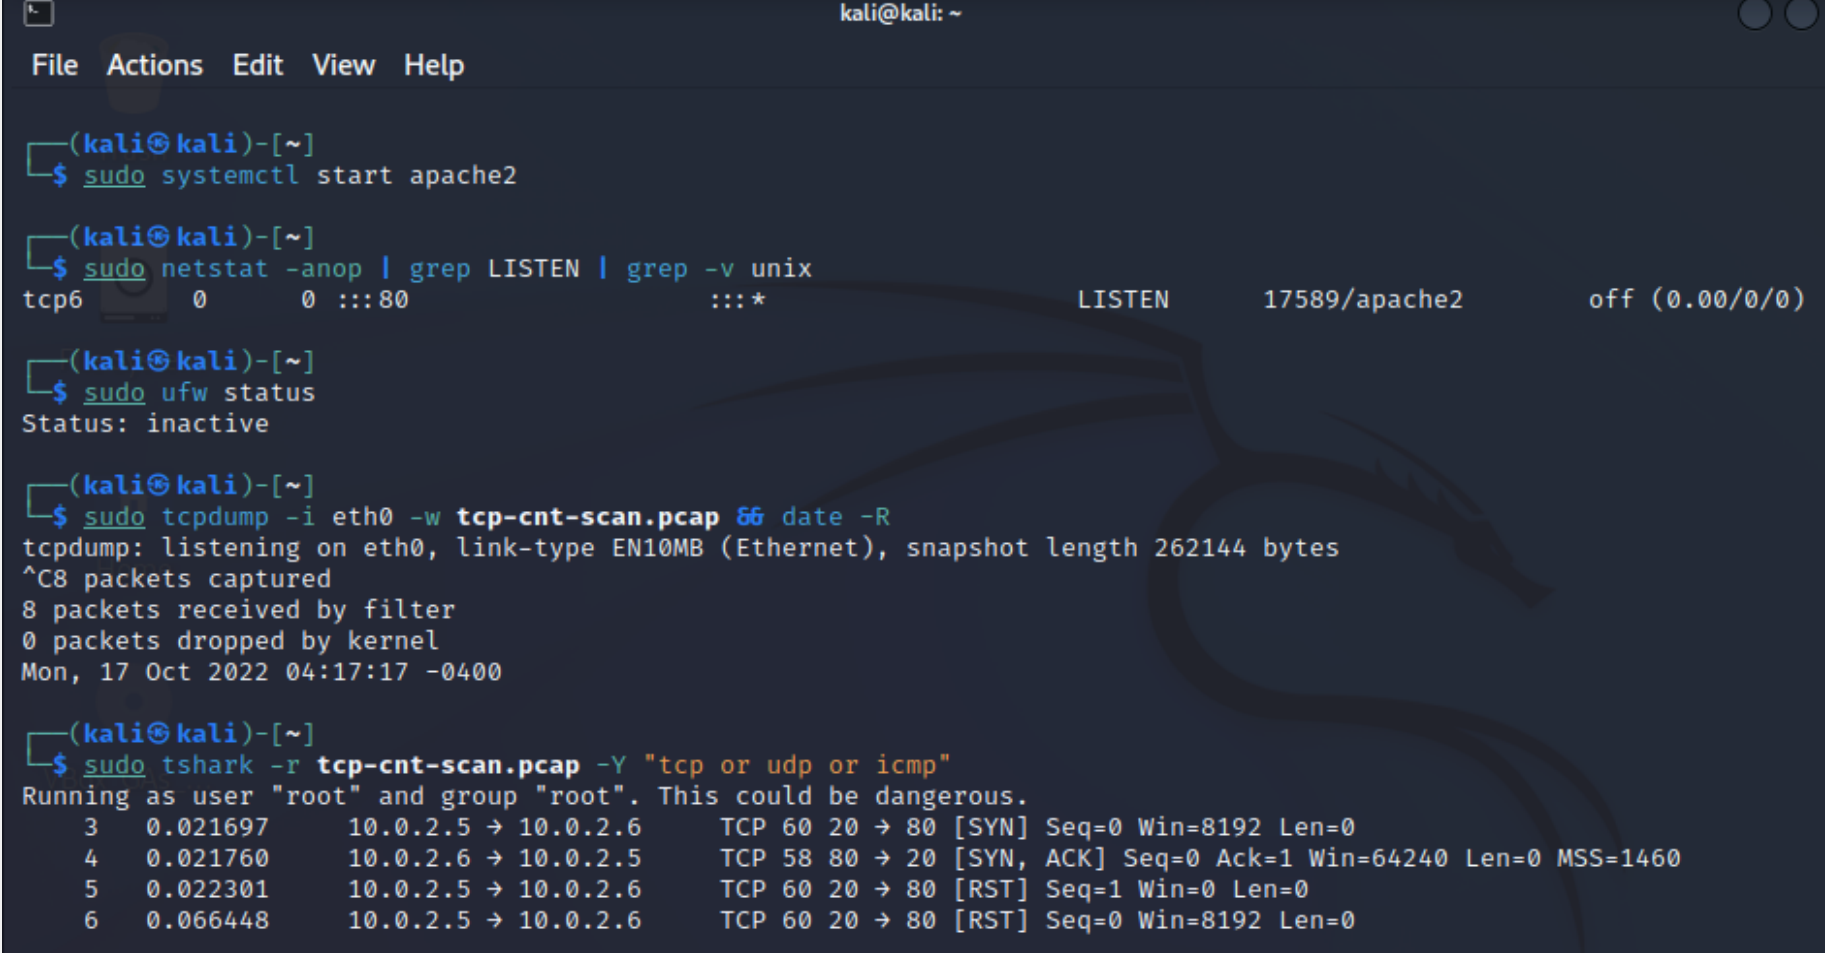 kali@kali: ~
File Actions Edit View Help
┌──(kali㉿kali)-[~]
└─$ sudo systemctl start apache2
┌──(kali㉿kali)-[~]
└─$ sudo netstat -anop | grep LISTEN | grep -v unix
tcp6 0 0 :::80 :::* LISTEN 17589/apache2 off (0.00/0/0)
┌──(kali㉿kali)-[~]
└─$ sudo ufw status
Status: inactive
┌──(kali㉿kali)-[~]
└─$ sudo tcpdump -i eth0 -w tcp-cnt-scan.pcap && date -R
tcpdump: listening on eth0, link-type EN10MB (Ethernet), snapshot length 262144 bytes
^C8 packets captured
8 packets received by filter
0 packets dropped by kernel
Mon, 17 Oct 2022 04:17:17 -0400
┌──(kali㉿kali)-[~]
└─$ sudo tshark -r tcp-cnt-scan.pcap -Y "tcp or udp or icmp"
Running as user "root" and group "root". This could be dangerous.
3 0.021697 10.0.2.5 → 10.0.2.6 TCP 60 20 → 80 [SYN] Seq=0 Win=8192 Len=0
4 0.021760 10.0.2.6 → 10.0.2.5 TCP 58 80 → 20 [SYN, ACK] Seq=0 Ack=1 Win=64240 Len=0 MSS=1460
5 0.022301 10.0.2.5 → 10.0.2.6 TCP 60 20 → 80 [RST] Seq=1 Win=0 Len=0
6 0.066448 10.0.2.5 → 10.0.2.6 TCP 60 20 → 80 [RST] Seq=0 Win=8192 Len=0